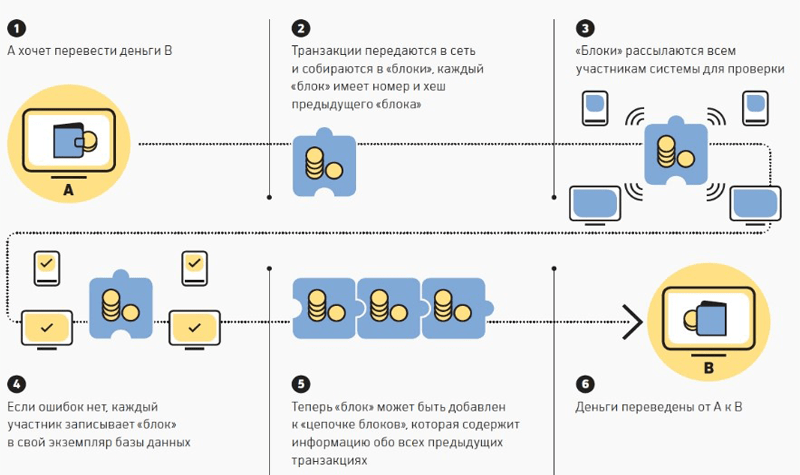 1
А хочет перевести деньги В
2
Транзакции передаются в сеть
и собираются в «блоки», каждый
«блок» имеет номер и хеш
предыдущего «блока»
3
«Блоки» рассылаются всем
участникам системы для проверки
A
B
4
Если ошибок нет, каждый
участник записывает «блок»
в свой экземпляр базы данных
5
Теперь «блок» может быть добавлен
к «цепочке блоков», которая содержит
информацию обо всех предыдущих
транзакциях
6
Деньги переведены от А к В